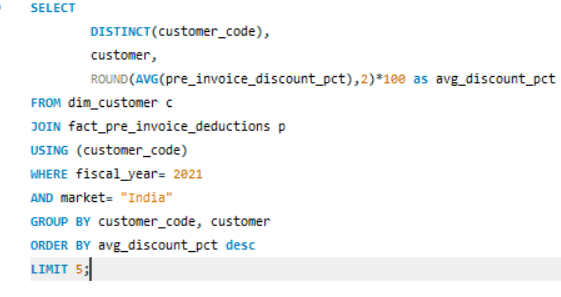 SELECT
DISTINCT(customer_code),
customer,
ROUND(AVG(pre_invoice_discount_pct),2)*100 as avg_discount_pct
FROM dim_customer c
JOIN fact_pre_invoice_deductions p
USING (customer_code)
WHERE fiscal_year= 2021
AND market= "India"
GROUP BY customer_code, customer
ORDER BY avg_discount_pct desc
LIMIT 5;